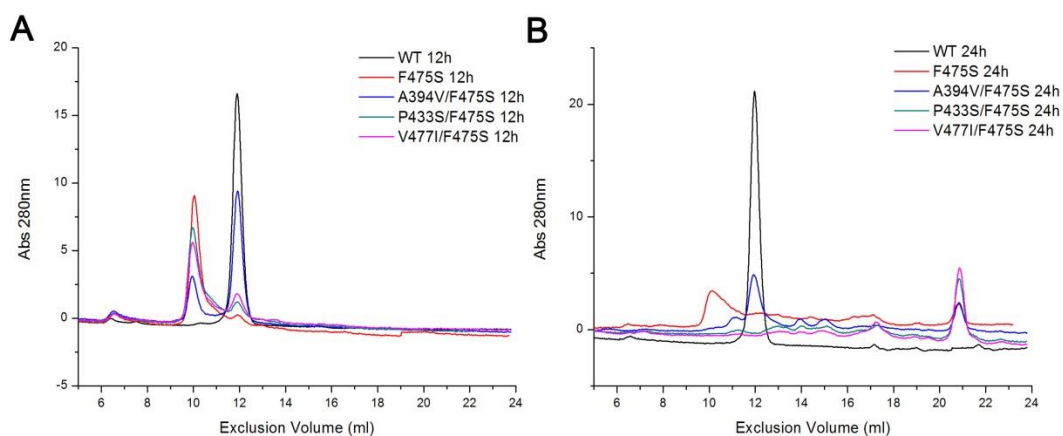 A
20
15
10
5
0
-5
Abs 280nm
WT 12h
F475S 12h
A394V/F475S 12h
P433S/F475S 12h
V477I/F475S 12h
6 8 10 12 14 16 18 20 22 24
Exclusion Volume (ml)
B
20
10
0
Abs 280nm
WT 24h
F475S 24h
A394V/F475S 24h
P433S/F475S 24h
V477I/F475S 24h
6 8 10 12 14 16 18 20 22 24
Exclusion Volume (ml)